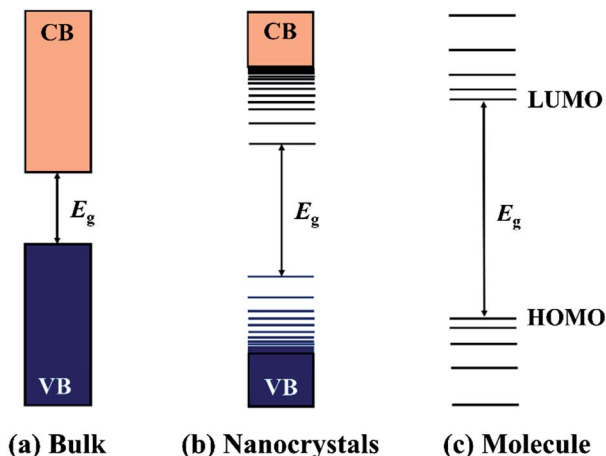 CB
CB
LUMO
E_g
E_g
E_g
HOMO
VB
VB
(a) Bulk
(b) Nanocrystals
(c) Molecule